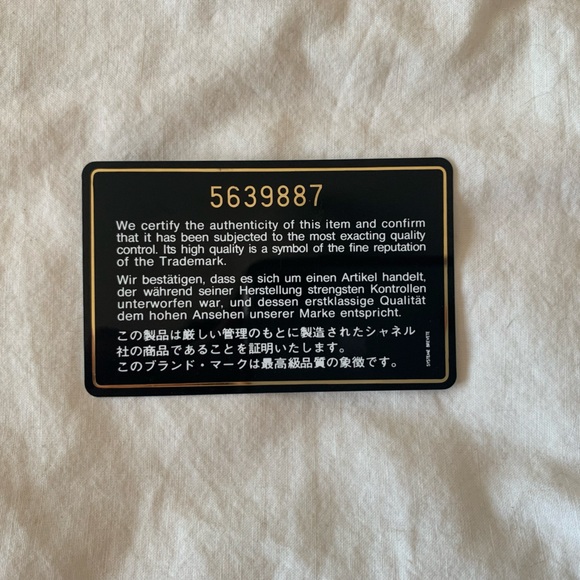 5639887
We certify the authenticity of this item and confirm
that it has been subjected to the most exacting quality
control. Its high quality is a symbol of the fine reputation
of the Trademark.
Wir bestätigen, dass es sich um einen Artikel handelt,
der während seiner Herstellung strengsten Kontrollen
unterworfen war, und dessen erstklassige Qualität
dem hohen Ansehen unserer Marke entspricht.
この製品は厳しい管理のもとに製造されたシャネル
社の商品であることを証明いたします。
このブランド・マークは最高級品質の象徴です。